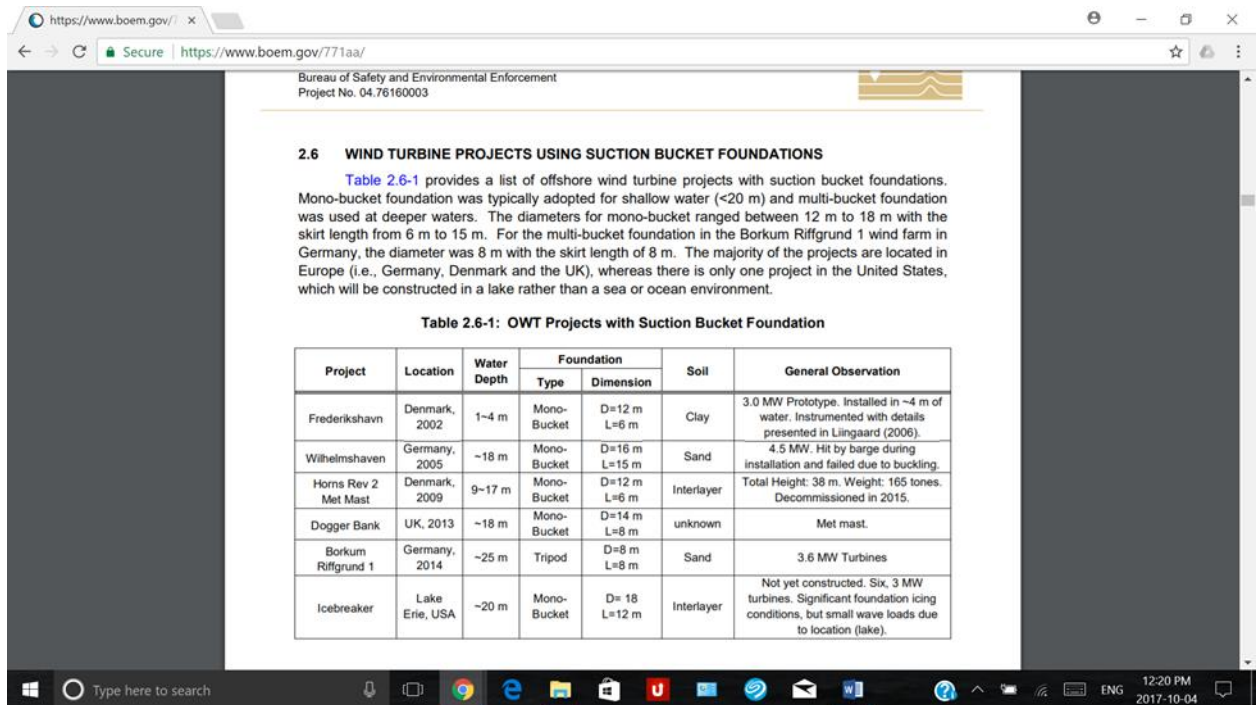 https://www.boem.gov/7
Secure | https://www.boem.gov/771aa/
Bureau of Safety and Environmental Enforcement
Project No. 04.76160003
2.6 WIND TURBINE PROJECTS USING SUCTION BUCKET FOUNDATIONS
Table 2.6-1 provides a list of offshore wind turbine projects with suction bucket foundations.
Mono-bucket foundation was typically adopted for shallow water (<20 m) and multi-bucket foundation
was used at deeper waters. The diameters for mono-bucket ranged between 12 m to 18 m with the
skirt length from 6 m to 15 m. For the multi-bucket foundation in the Borkum Riffgrund 1 wind farm in
Germany, the diameter was 8 m with the skirt length of 8 m. The majority of the projects are located in
Europe (i.e., Germany, Denmark and the UK), whereas there is only one project in the United States,
which will be constructed in a lake rather than a sea or ocean environment.
Table 2.6-1: OWT Projects with Suction Bucket Foundation
Project Location Water Depth Foundation Soil General Observation
Type Dimension
Frederikshavn Denmark, 2002 1~4 m Mono-Bucket D=12 m L=6 m Clay 3.0 MW Prototype. Installed in ~4 m of water. Instrumented with details presented in Liingaard (2006).
Wilhelmshaven Germany, 2005 ~18 m Mono-Bucket D=16 m L=15 m Sand 4.5 MW. Hit by barge during installation and failed due to buckling.
Horns Rev 2 Met Mast Denmark, 2009 9~17 m Mono-Bucket D=12 m L=6 m Interlayer Total Height: 38 m. Weight: 165 tones. Decommissioned in 2015.
Dogger Bank UK, 2013 ~18 m Mono-Bucket D=14 m L=8 m unknown Met mast.
Borkum Riffgrund 1 Germany, 2014 ~25 m Tripod D=8 m L=8 m Sand 3.6 MW Turbines
Icebreaker Lake Erie, USA ~20 m Mono-Bucket D= 18 L=12 m Interlayer Not yet constructed. Six, 3 MW turbines. Significant foundation icing conditions, but small wave loads due to location (lake).
Type here to search
ENG
12:20 PM
2017-10-04